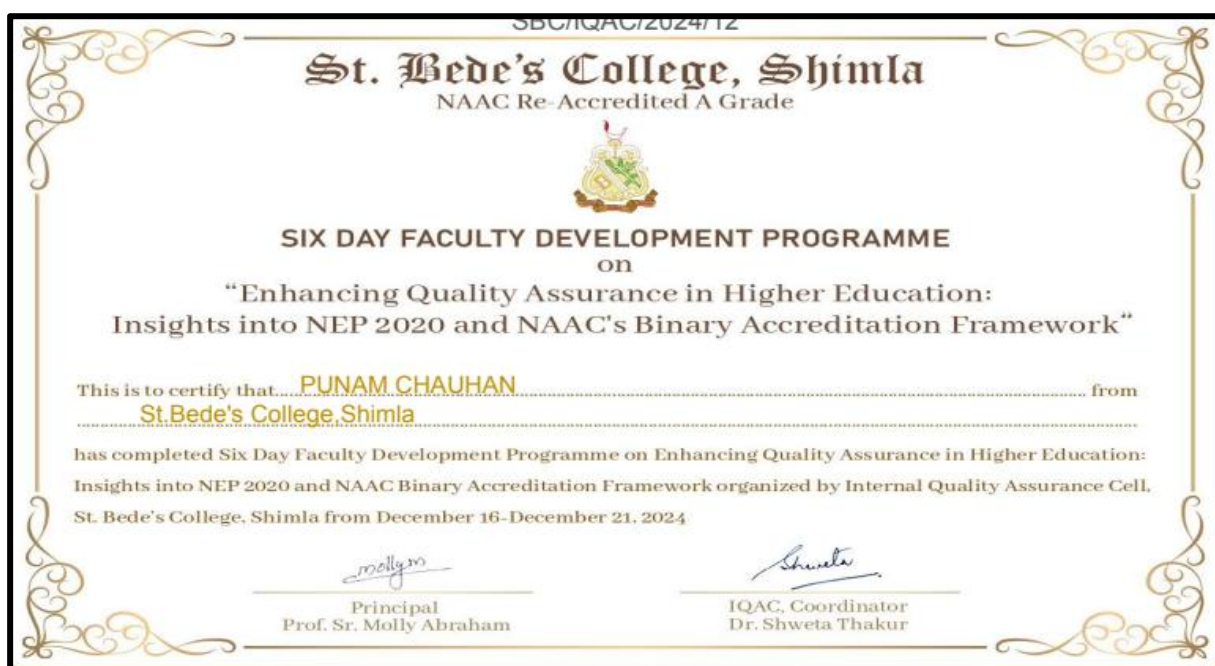 SBC/IQAC/2024/12
St. Bede's College, Shimla
NAAC Re-Accredited A Grade
SIX DAY FACULTY DEVELOPMENT PROGRAMME
on
“Enhancing Quality Assurance in Higher Education:
Insights into NEP 2020 and NAAC's Binary Accreditation Framework“
This is to certify that.....PUNAM CHAUHAN..... from
St.Bede's College,Shimla
has completed Six Day Faculty Development Programme on Enhancing Quality Assurance in Higher Education:
Insights into NEP 2020 and NAAC Binary Accreditation Framework organized by Internal Quality Assurance Cell,
St. Bede's College, Shimla from December 16-December 21, 2024
mollym
Shweta
Principal
Prof. Sr. Molly Abraham
IQAC, Coordinator
Dr. Shweta Thakur